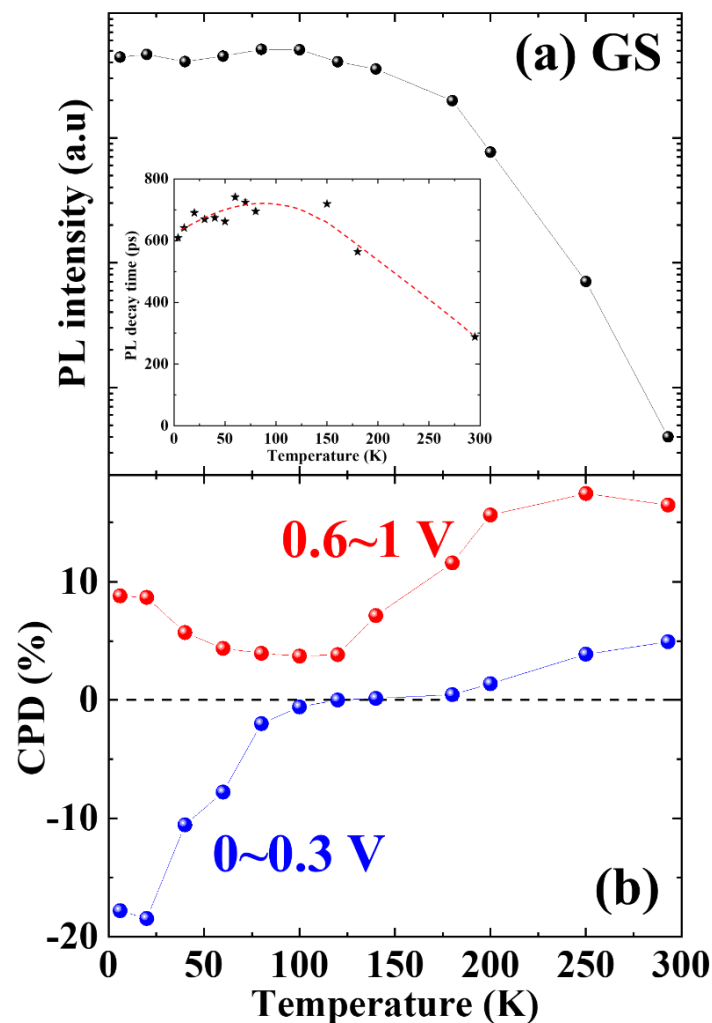 (a) GS
PL intensity (a.u)
800
600
400
200
0
PL decay time (ps)
0 50 100 150 200 250 300
Temperature (K)
0.6~1 V
10
0
-10
-20
CPD (%)
0~0.3 V
(b)
0 50 100 150 200 250 300
Temperature (K)